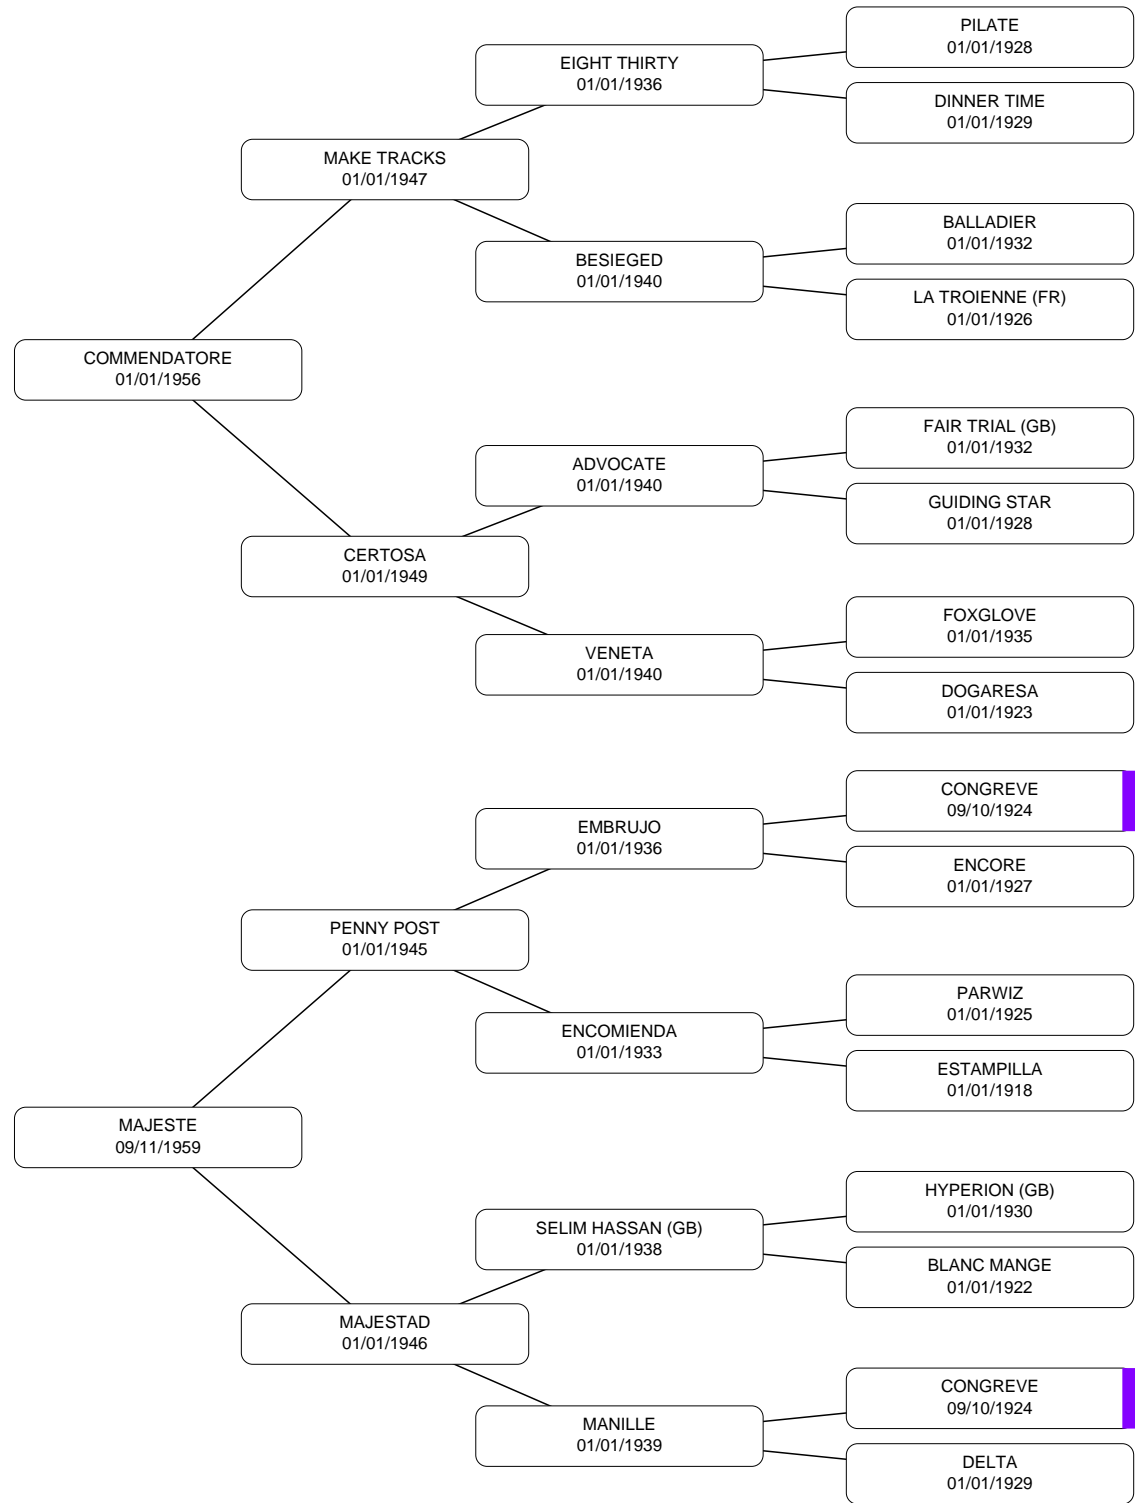 PILATE
01/01/1928
EIGHT THIRTY
01/01/1936
DINNER TIME
01/01/1929
MAKE TRACKS
01/01/1947
BALLADIER
01/01/1932
BESIEGED
01/01/1940
LA TROIENNE (FR)
01/01/1926
COMMENDATORE
01/01/1956
FAIR TRIAL (GB)
01/01/1932
ADVOCATE
01/01/1940
GUIDING STAR
01/01/1928
CERTOSA
01/01/1949
FOXGLOVE
01/01/1935
VENETA
01/01/1940
DOGARESA
01/01/1923
CONGREVE
09/10/1924
EMBRUJO
01/01/1936
ENCORE
01/01/1927
PENNY POST
01/01/1945
PARWIZ
01/01/1925
ENCOMIENDA
01/01/1933
ESTAMPILLA
01/01/1918
MAJESTE
09/11/1959
HYPERION (GB)
01/01/1930
SELIM HASSAN (GB)
01/01/1938
BLANC MANGE
01/01/1922
MAJESTAD
01/01/1946
CONGREVE
09/10/1924
MANILLE
01/01/1939
DELTA
01/01/1929